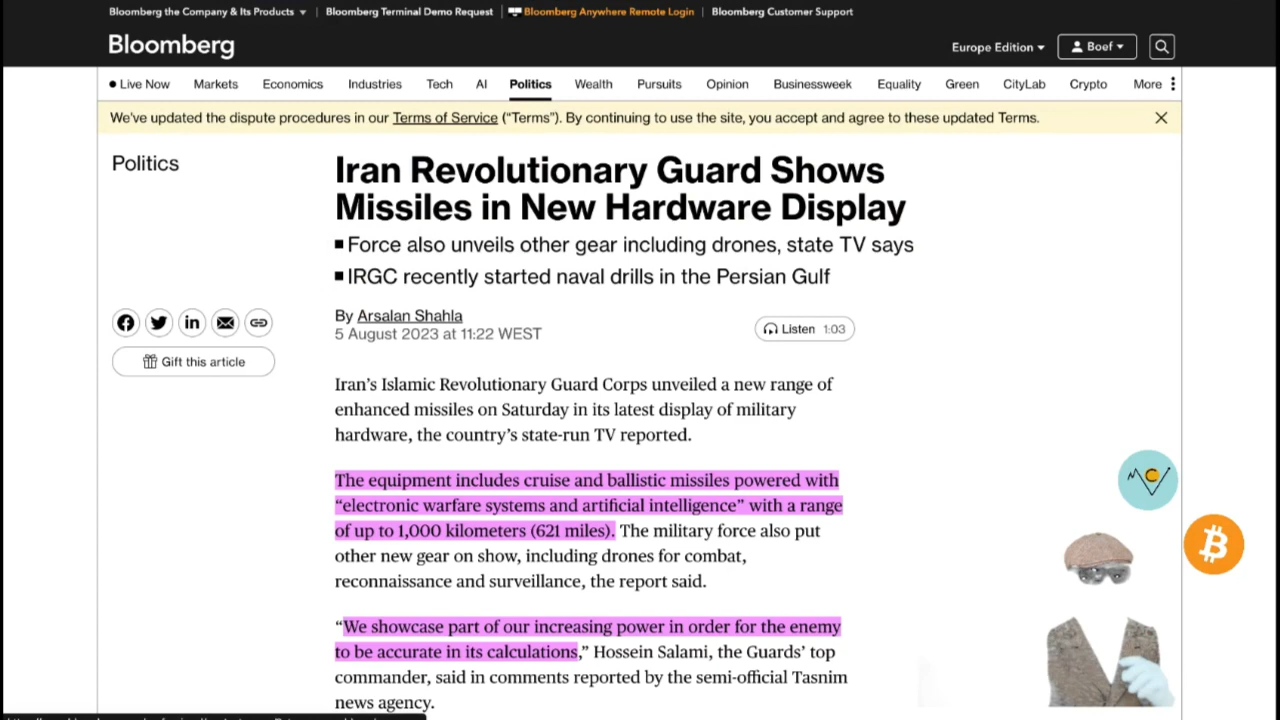 Bloomberg the Company & Its Products ▾ | Bloomberg Terminal Demo Request | Bloomberg Anywhere Remote Login | Bloomberg Customer Support
Bloomberg
Europe Edition ▾
Boef ▾
Live Now Markets Economics Industries Tech AI Politics Wealth Pursuits Opinion Businessweek Equality Green CityLab Crypto More
We've updated the dispute procedures in our Terms of Service ("Terms"). By continuing to use the site, you accept and agree to these updated Terms.
Politics
Iran Revolutionary Guard Shows
Missiles in New Hardware Display
Force also unveils other gear including drones, state TV says
IRGC recently started naval drills in the Persian Gulf
By Arsalan Shahla
5 August 2023 at 11:22 WEST
Listen 1:03
Gift this article
Iran's Islamic Revolutionary Guard Corps unveiled a new range of
enhanced missiles on Saturday in its latest display of military
hardware, the country's state-run TV reported.
The equipment includes cruise and ballistic missiles powered with
"electronic warfare systems and artificial intelligence" with a range
of up to 1,000 kilometers (621 miles). The military force also put
other new gear on show, including drones for combat,
reconnaissance and surveillance, the report said.
"We showcase part of our increasing power in order for the enemy
to be accurate in its calculations," Hossein Salami, the Guards' top
commander, said in comments reported by the semi-official Tasnim
news agency.